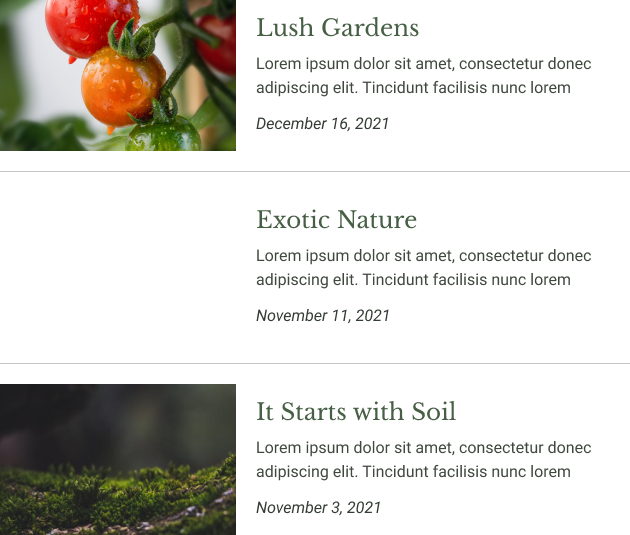 Lush Gardens
Lorem ipsum dolor sit amet, consectetur donec
adipiscing elit. Tincidunt facilisis nunc lorem
December 16, 2021
Exotic Nature
Lorem ipsum dolor sit amet, consectetur donec
adipiscing elit. Tincidunt facilisis nunc lorem
November 11, 2021
It Starts with Soil
Lorem ipsum dolor sit amet, consectetur donec
adipiscing elit. Tincidunt facilisis nunc lorem
November 3, 2021